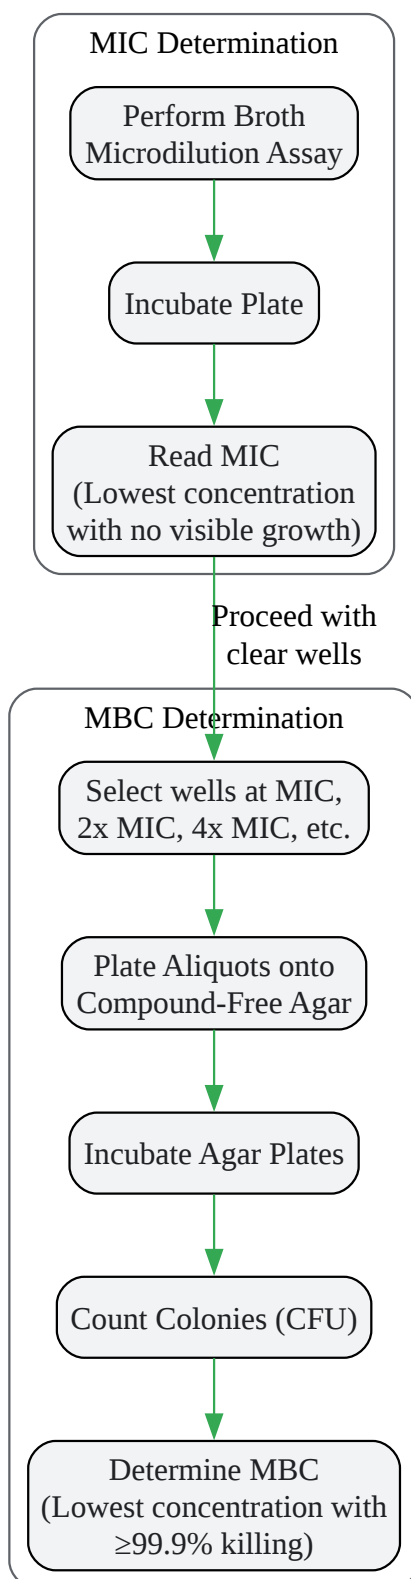 MIC Determination
Perform Broth
Microdilution Assay
Incubate Plate
Read MIC
(Lowest concentration
with no visible growth)
Proceed with
clear wells
MBC Determination
Select wells at MIC,
2x MIC, 4x MIC, etc.
Plate Aliquots onto
Compound-Free Agar
Incubate Agar Plates
Count Colonies (CFU)
Determine MBC
(Lowest concentration with
≥99.9% killing)